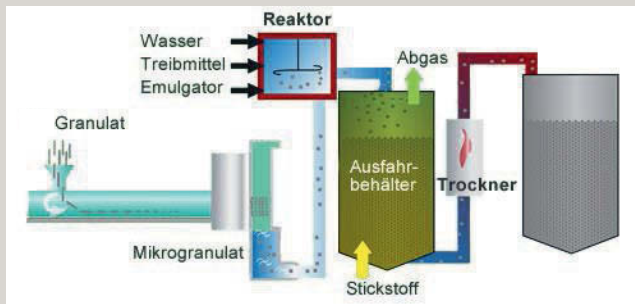 Reaktor
Wasser
Treibmittel
Emulgator
Granulat
Mikrogranulat
Abgas
Ausfahr-
behälter
Trockner
Stickstoff